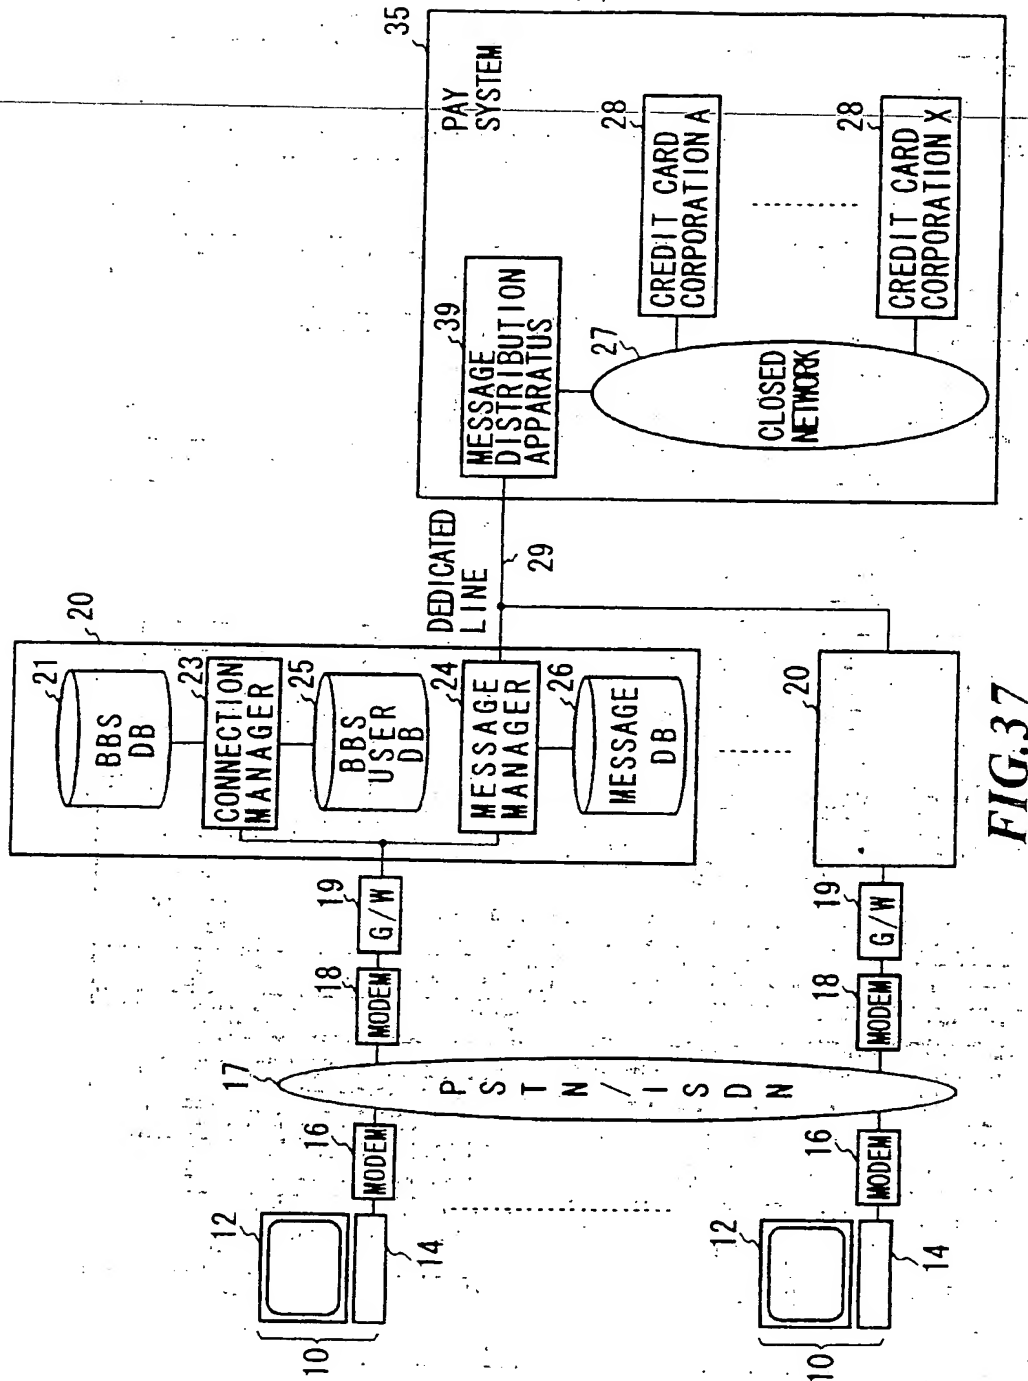 10
12
14
16
MODEM
17
PSTN/ISDN
18
MODEM
19
G/W
20
21
BBS
DB
23
CONNECTION
MANAGER
25
BBS
USER
DB
24
MESSAGE
MANAGER
26
MESSAGE
DB
DEDICATED
LINE
29
35
PAY
SYSTEM
39
MESSAGE
DISTRIBUTION
APPARATUS
27
CLOSED
NETWORK
28
CREDIT CARD
CORPORATION A
28
CREDIT CARD
CORPORATION X
10
12
14
16
MODEM
18
MODEM
19
G/W
20
FIG.37